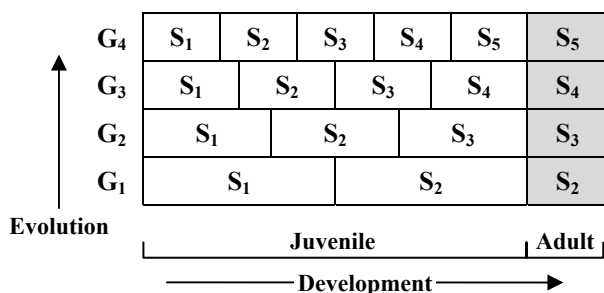 G₄ S₁ S₂ S₃ S₄ S₅ S₅
G₃ S₁ S₂ S₃ S₄ S₄
G₂ S₁ S₂ S₃ S₃
G₁ S₁ S₂ S₂
Evolution
Juvenile Adult
Development